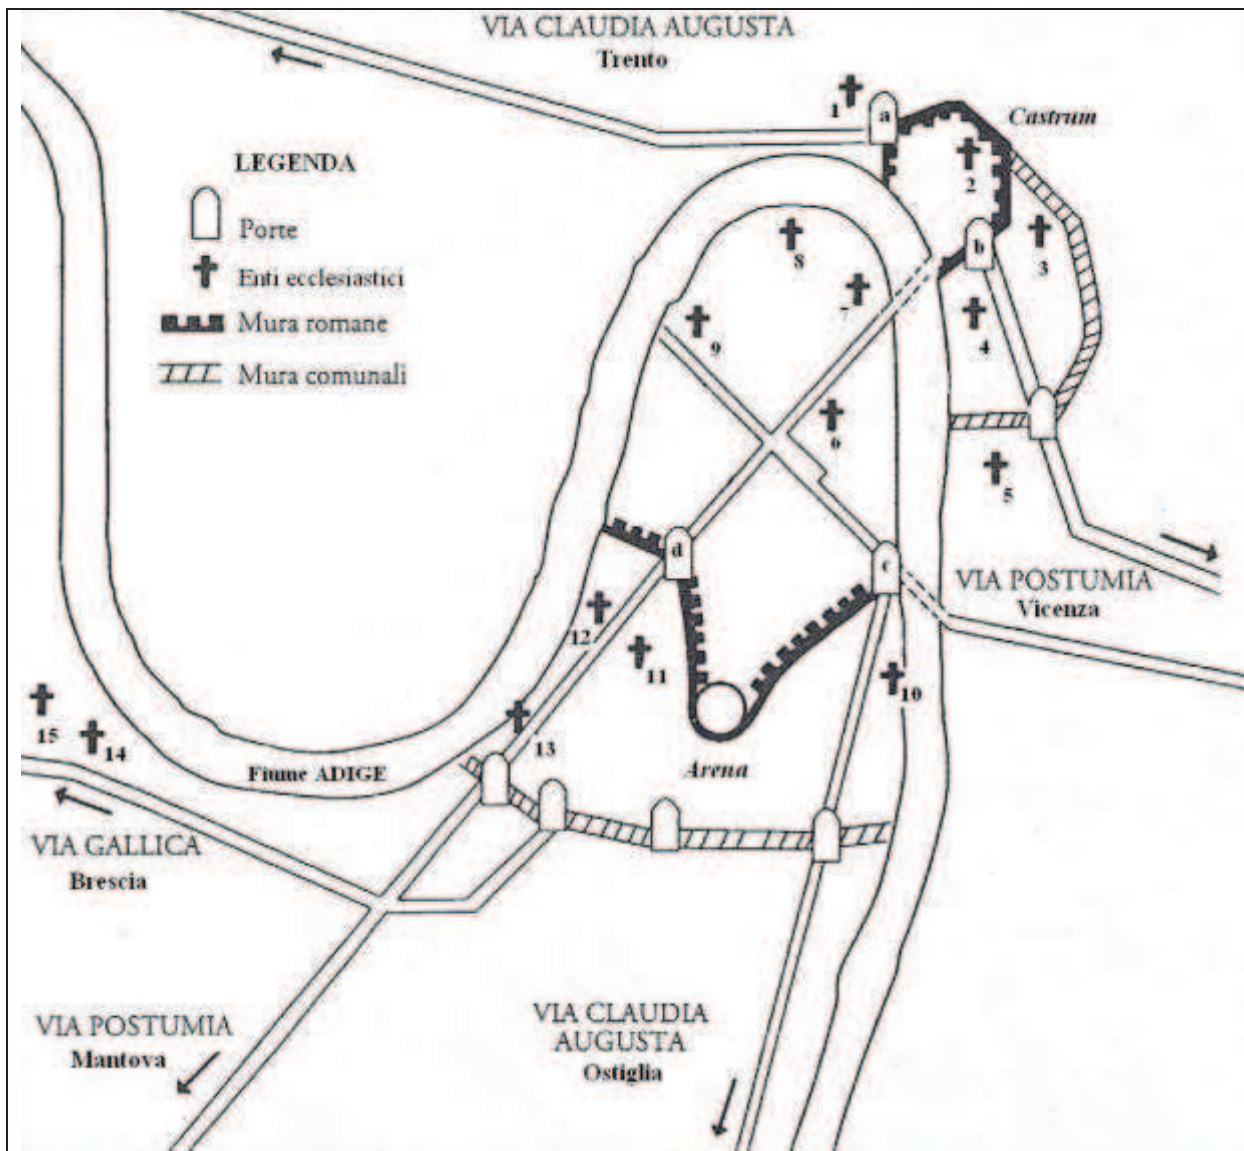 VIA CLAUDIA AUGUSTA
Trento
1
a
Castrum
LEGENDA
2
Porte
b
3
8
Enti ecclesiastici
7
4
Mura romane
9
Mura comunali
6
5
d
c
VIA POSTUMIA
Vicenza
12
11
10
15
14
13
Fiume ADIGE
Arena
VIA GALLICA
Brescia
VIA POSTUMIA
Mantova
VIA CLAUDIA
AUGUSTA
Ostiglia